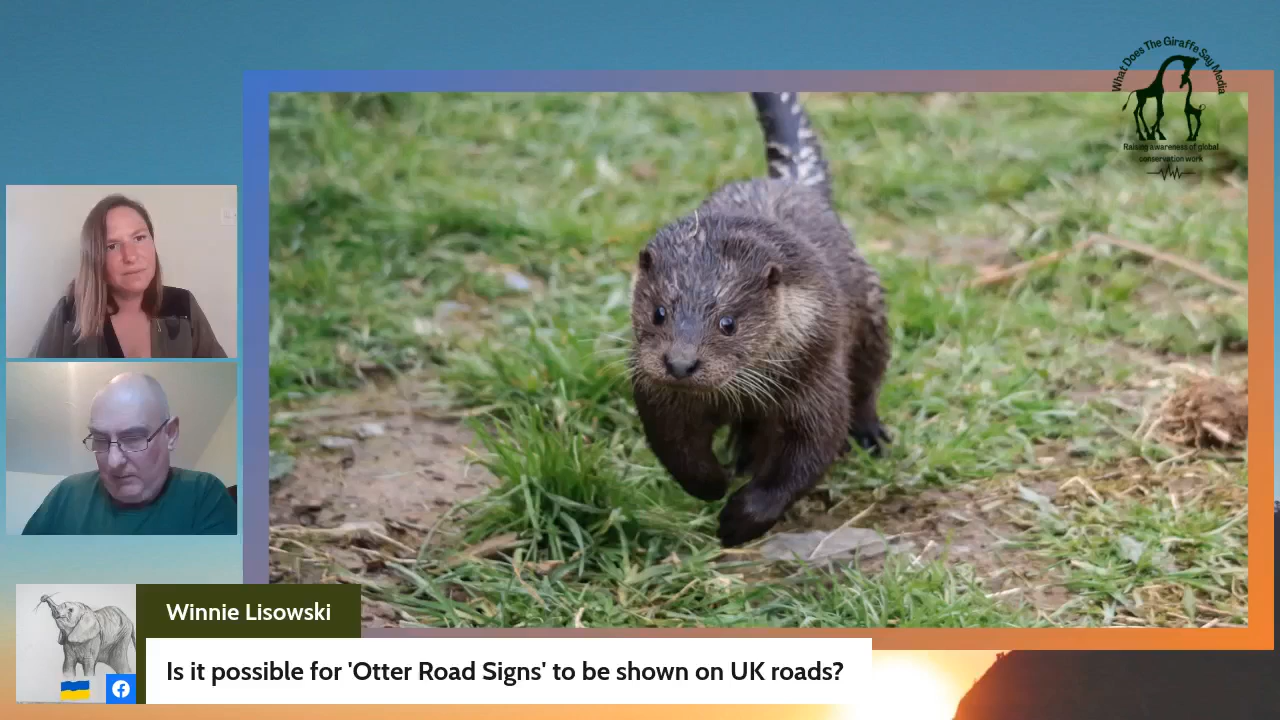 What Does The Giraffe Say Media
Raising awareness of global
conservation work
Winnie Lisowski
Is it possible for 'Otter Road Signs' to be shown on UK roads?